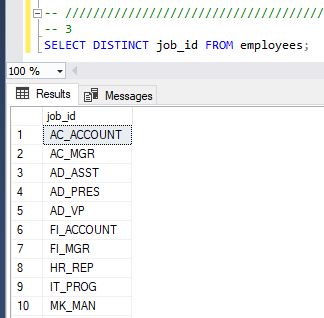 -- /////////////////////////////////////
-- 3
SELECT DISTINCT job_id FROM employees;
100 %
Results Messages
job_id
1 AC_ACCOUNT
2 AC_MGR
3 AD_ASST
4 AD_PRES
5 AD_VP
6 FI_ACCOUNT
7 FI_MGR
8 HR_REP
9 IT_PROG
10 MK_MAN